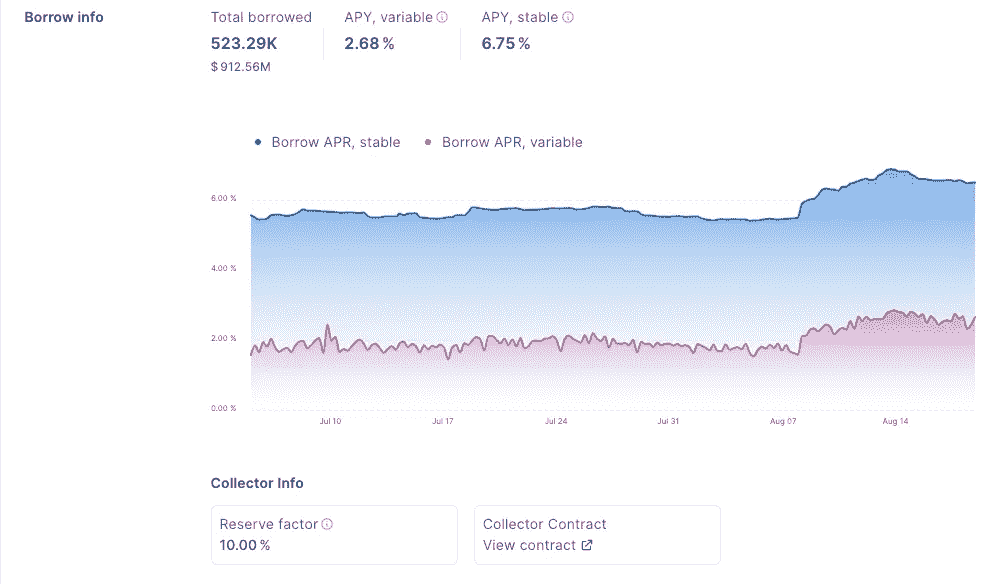 Borrow info
Total borrowed APY, variable APY, stable
523.29K 2.68 % 6.75 %
$ 912.56M
Borrow APR, stable Borrow APR, variable
6.00 %
4.00 %
2.00 %
0.00 %
Jul 10 Jul 17 Jul 24 Jul 31 Aug 07 Aug 14
Collector Info
Reserve factor Collector Contract
10.00 % View contract